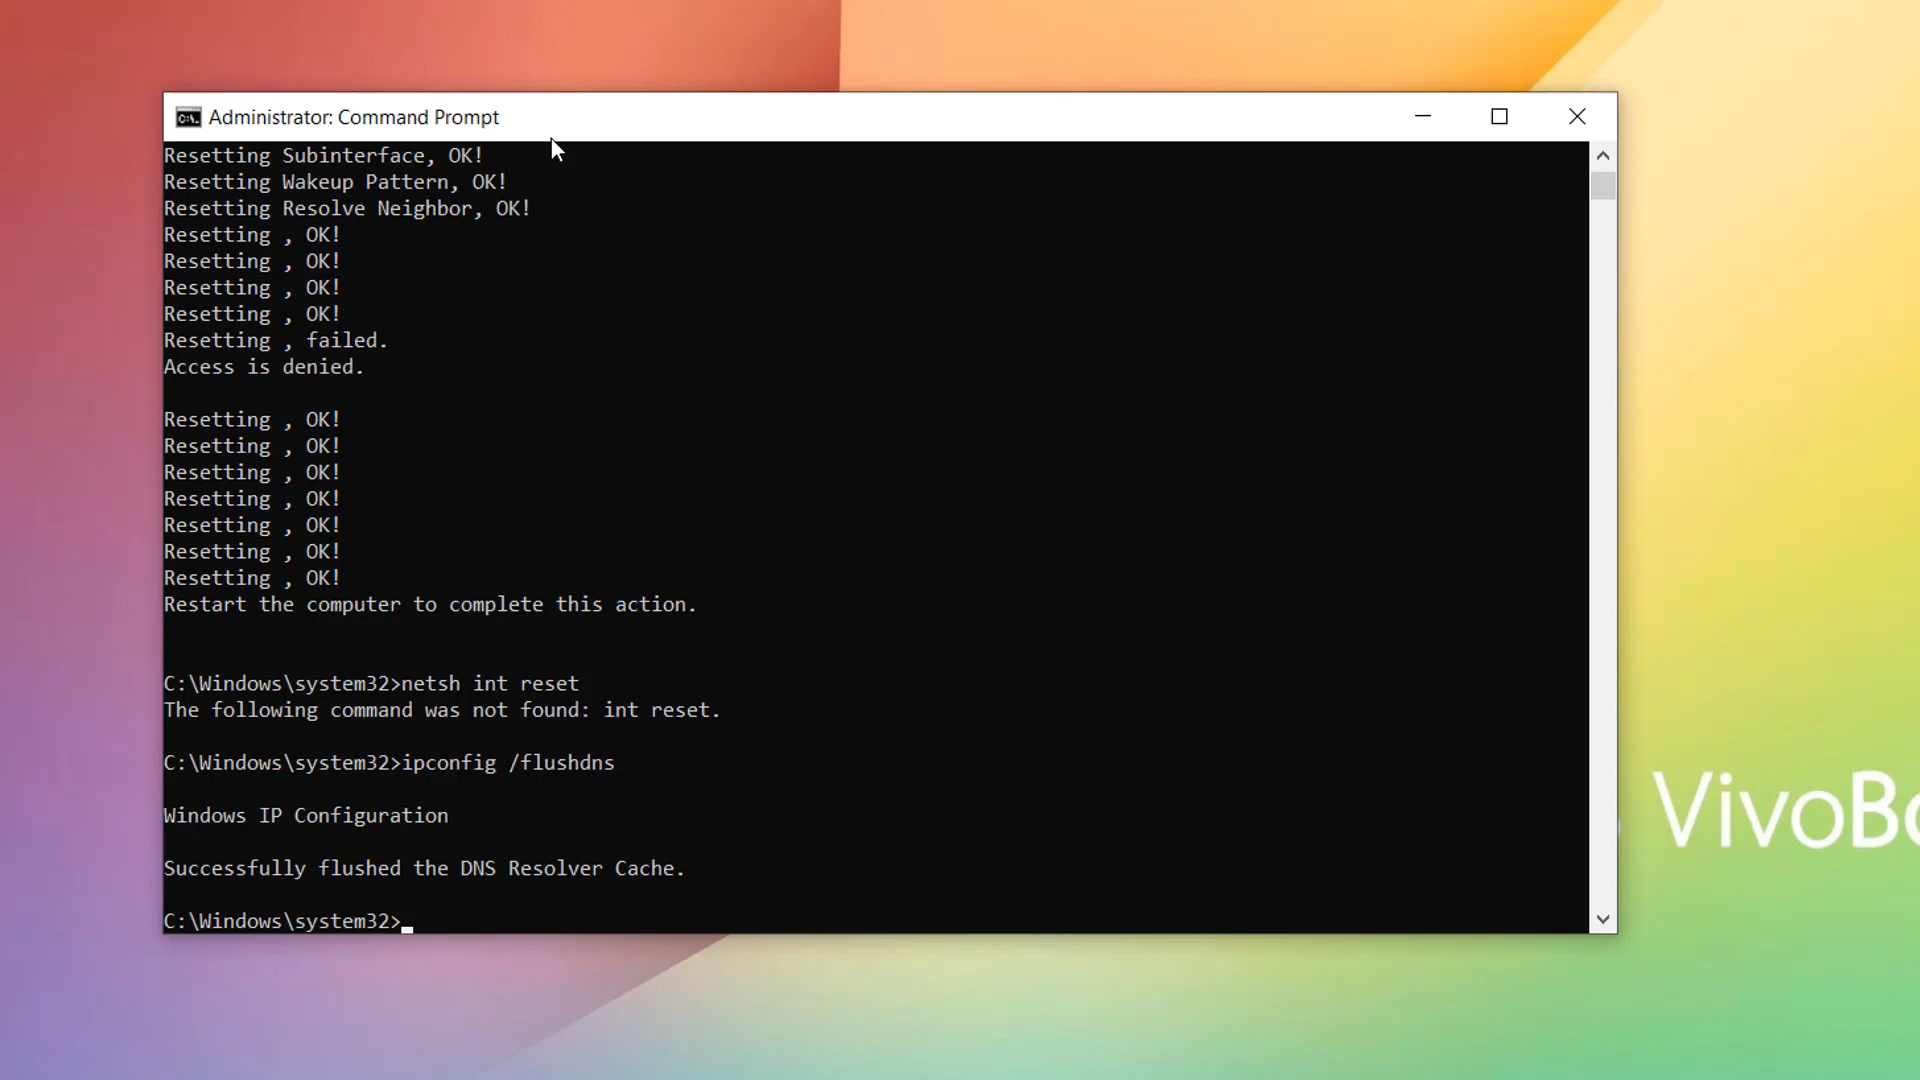 Administrator: Command Prompt
Resetting Subinterface, OK!
Resetting Wakeup Pattern, OK!
Resetting Resolve Neighbor, OK!
Resetting , OK!
Resetting , OK!
Resetting , OK!
Resetting , OK!
Resetting , failed.
Access is denied.
Resetting , OK!
Resetting , OK!
Resetting , OK!
Resetting , OK!
Resetting , OK!
Resetting , OK!
Resetting , OK!
Restart the computer to complete this action.
C:\Windows\system32>netsh int reset
The following command was not found: int reset.
C:\Windows\system32>ipconfig /flushdns
Windows IP Configuration
Successfully flushed the DNS Resolver Cache.
C:\Windows\system32>